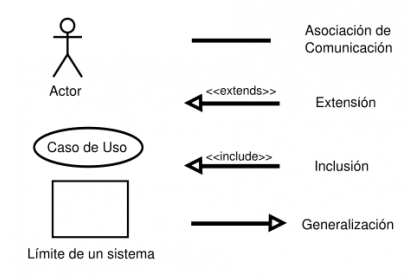 Actor
Caso de Uso
Límite de un sistema
Asociación de
Comunicación
<<extends>>
Extensión
<<include>>
Inclusión
Generalización